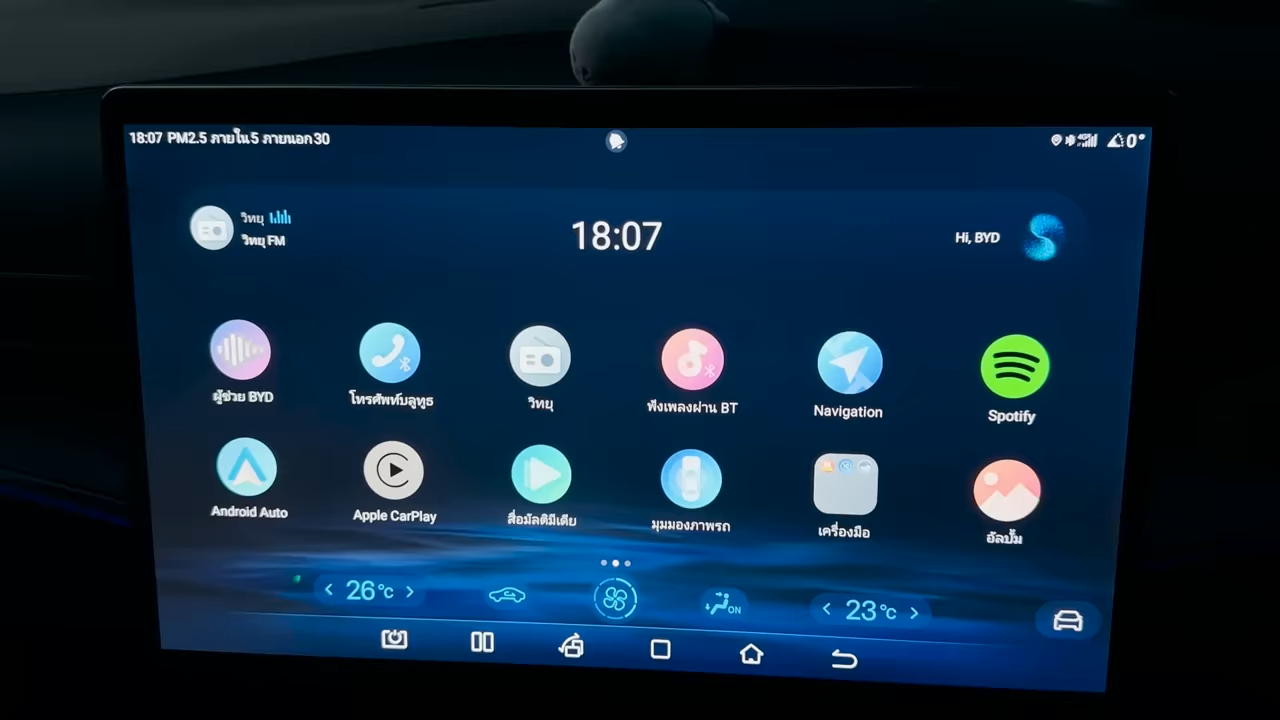 18:07 PM2.5 ภายใน5 ภายนอก30
0°
วิทยุ
วิทยุ FM
18:07
Hi, BYD
ผู้ช่วย BYD
โทรศัพท์บลูทูธ
วิทยุ
ฟังเพลงผ่าน BT
Navigation
Spotify
Android Auto
Apple CarPlay
สื่อมัลติมีเดีย
มุมมองภาพรถ
เครื่องมือ
อัลบั้ม
26°C
ON
23°C